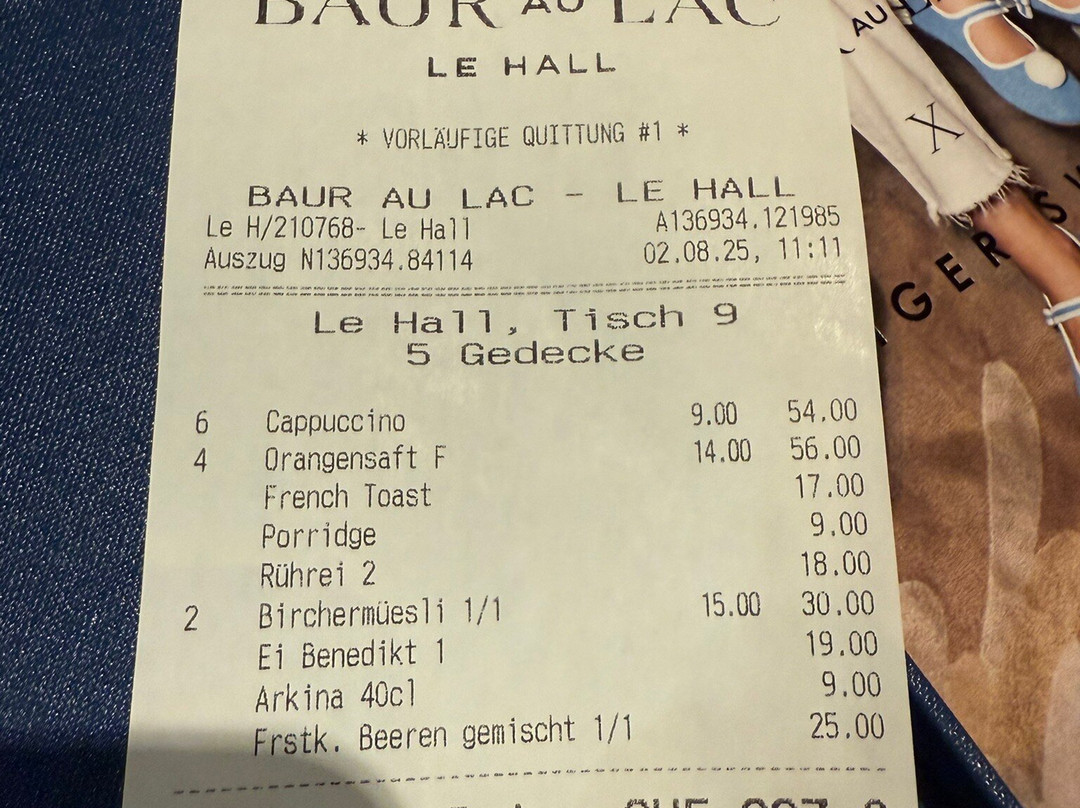 BAUR AU LAC
LE HALL
* VORLÄUFIGE QUITTUNG #1 *
BAUR AU LAC - LE HALL
Le H/210768- Le Hall A136934.121985
Auszug N136934.84114 02.08.25, 11:11
Le Hall, Tisch 9
5 Gedecke
6 Cappuccino 9.00 54.00
4 Orangensaft F 14.00 56.00
French Toast 17.00
Porridge 9.00
Rührei 2 18.00
2 Birchermüesli 1/1 15.00 30.00
Ei Benedikt 1 19.00
Arkina 40cl 9.00
Frstk. Beeren gemischt 1/1 25.00
AU
X
GER